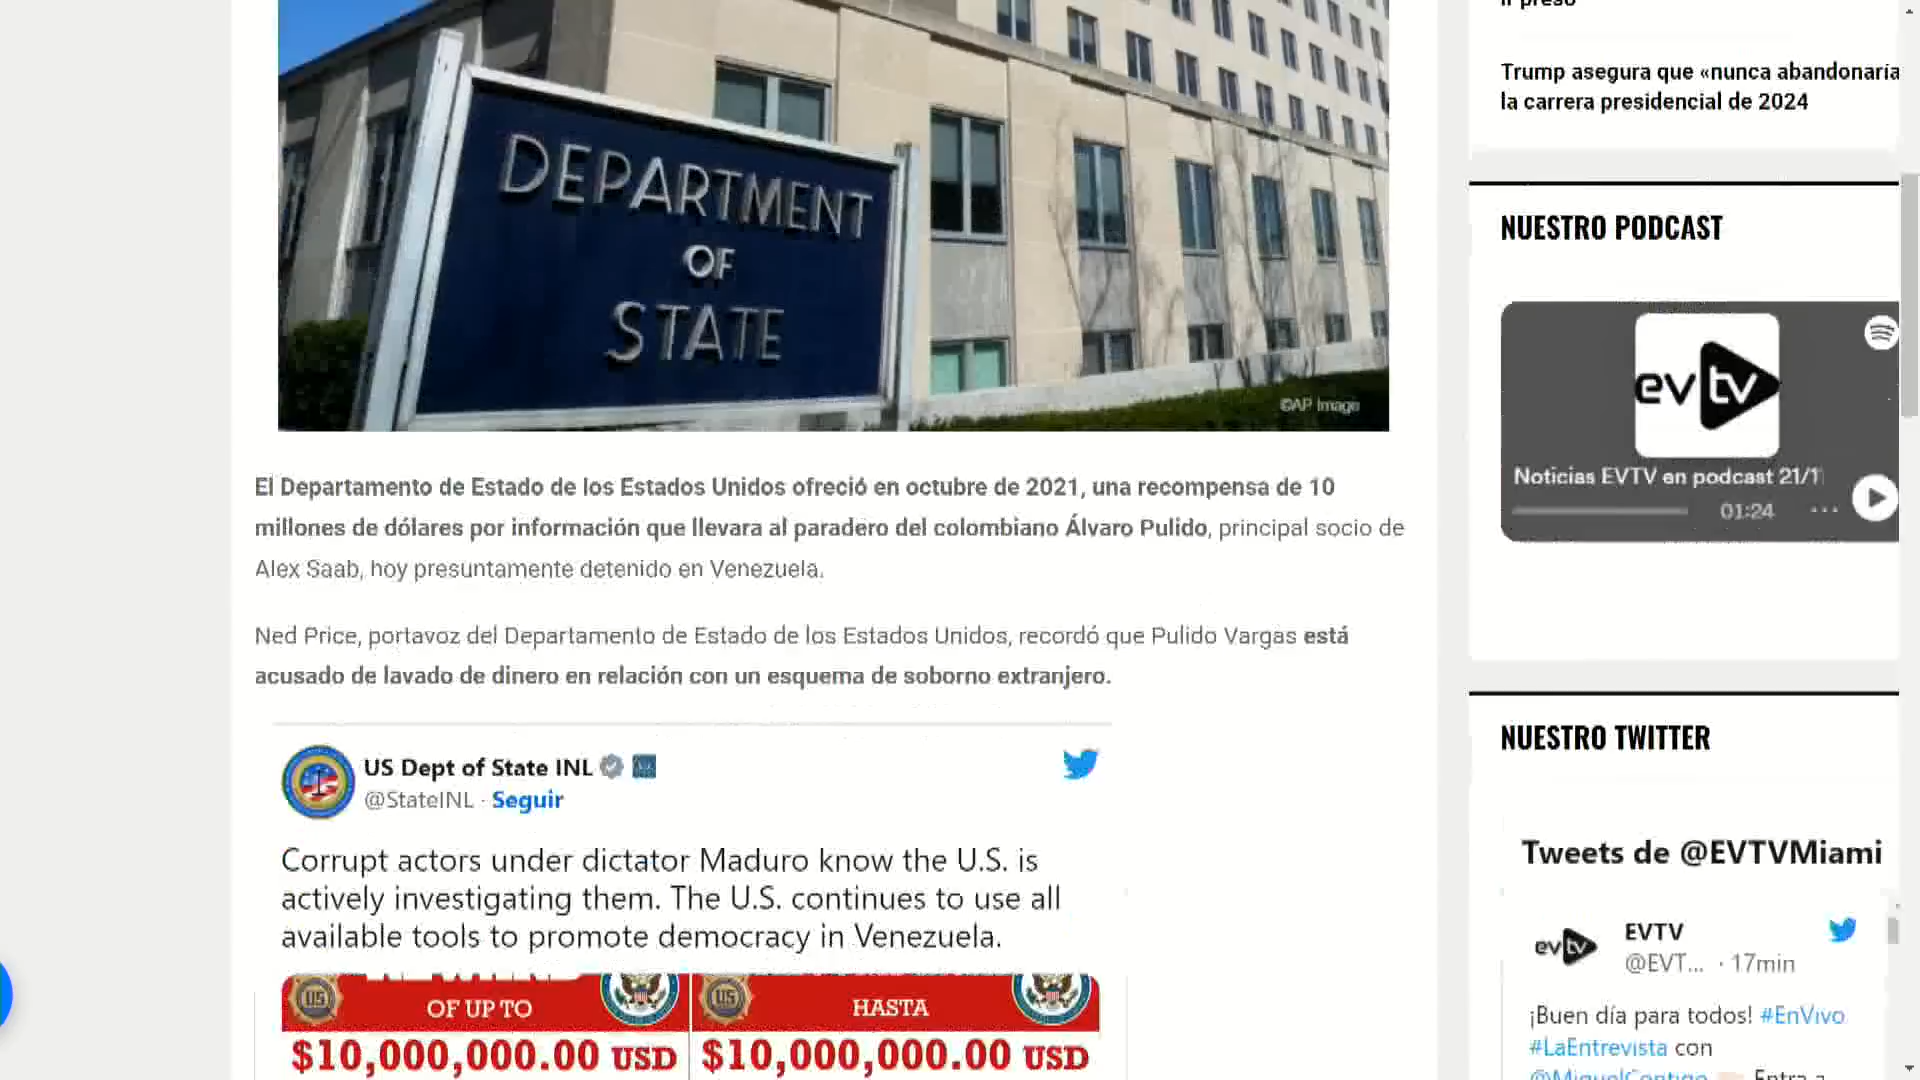 DEPARTMENT
OF
STATE
©AP Image
El Departamento de Estado de los Estados Unidos ofreció en octubre de 2021, una recompensa de 10
millones de dólares por información que llevara al paradero del colombiano Álvaro Pulido, principal socio de
Alex Saab, hoy presuntamente detenido en Venezuela.
Ned Price, portavoz del Departamento de Estado de los Estados Unidos, recordó que Pulido Vargas está
acusado de lavado de dinero en relación con un esquema de soborno extranjero.
US Dept of State INL
@StateINL · Seguir
Corrupt actors under dictator Maduro know the U.S. is
actively investigating them. The U.S. continues to use all
available tools to promote democracy in Venezuela.
US OF UP TO
US HASTA
$10,000,000.00 USD
$10,000,000.00 USD
Trump asegura que «nunca abandonaría
la carrera presidencial de 2024
NUESTRO PODCAST
evtv
Noticias EVTV en podcast 21/1
01:24
NUESTRO TWITTER
Tweets de @EVTVMiami
evtv
EVTV
@EVT... · 17min
¡Buen día para todos! #EnVivo
#LaEntrevista con
@MiguelContigo Entra a